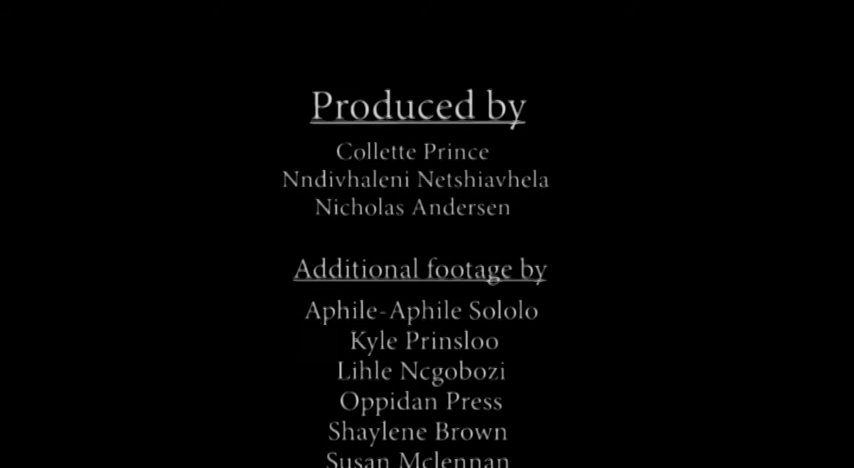 Produced by
Collette Prince
Nndivhaleni Netshiavhela
Nicholas Andersen
Additional footage by
Aphile-Aphile Sololo
Kyle Prinsloo
Lihle Ncgobozi
Oppidan Press
Shaylene Brown
Susan Mclennan